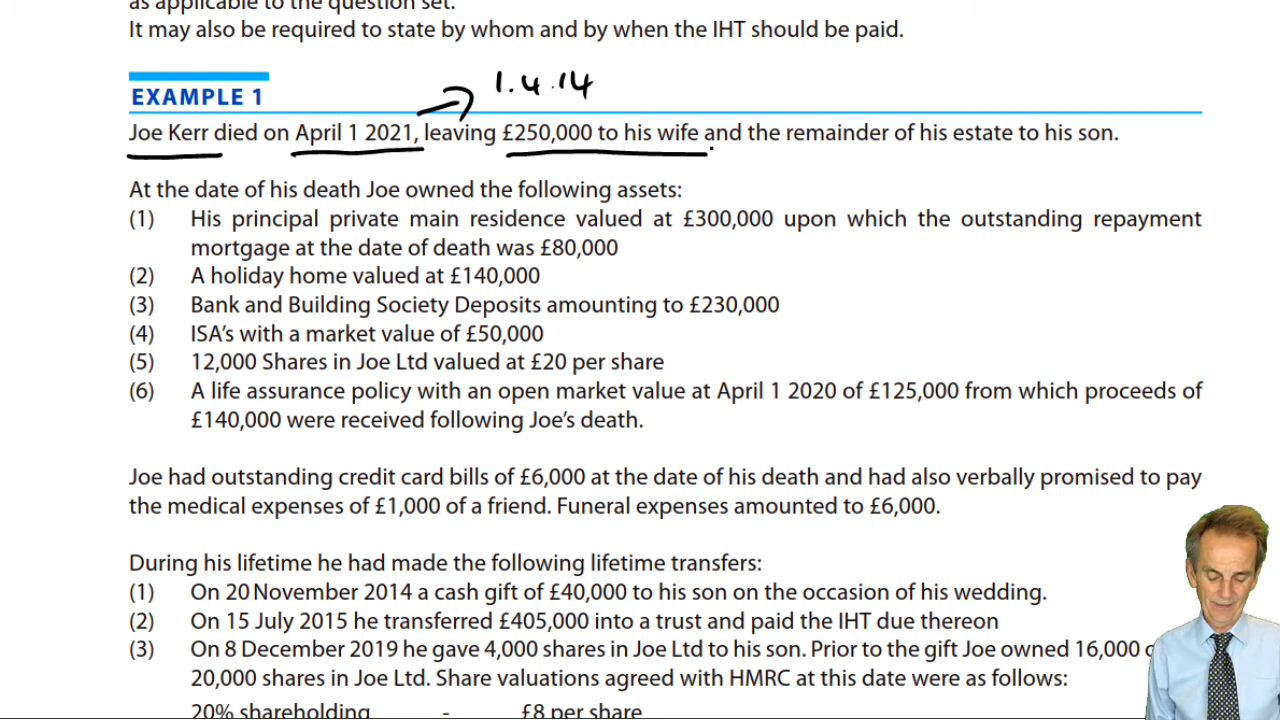 as applicable to the question set.
It may also be required to state by whom and by when the IHT should be paid.
1.4.14
EXAMPLE 1
Joe Kerr died on April 1 2021, leaving £250,000 to his wife and the remainder of his estate to his son.
At the date of his death Joe owned the following assets:
(1) His principal private main residence valued at £300,000 upon which the outstanding repayment
mortgage at the date of death was £80,000
(2) A holiday home valued at £140,000
(3) Bank and Building Society Deposits amounting to £230,000
(4) ISA's with a market value of £50,000
(5) 12,000 Shares in Joe Ltd valued at £20 per share
(6) A life assurance policy with an open market value at April 1 2020 of £125,000 from which proceeds of
£140,000 were received following Joe's death.
Joe had outstanding credit card bills of £6,000 at the date of his death and had also verbally promised to pay
the medical expenses of £1,000 of a friend. Funeral expenses amounted to £6,000.
During his lifetime he had made the following lifetime transfers:
(1) On 20 November 2014 a cash gift of £40,000 to his son on the occasion of his wedding.
(2) On 15 July 2015 he transferred £405,000 into a trust and paid the IHT due thereon
(3) On 8 December 2019 he gave 4,000 shares in Joe Ltd to his son. Prior to the gift Joe owned 16,000
20,000 shares in Joe Ltd. Share valuations agreed with HMRC at this date were as follows:
20% shareholding - £8 per share